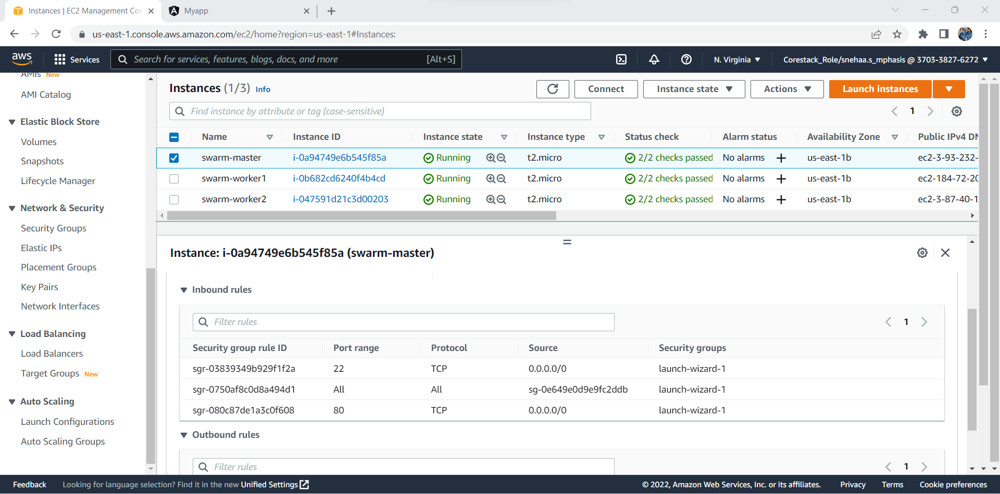 Instances | EC2 Management Con
Myapp
us-east-1.console.aws.amazon.com/ec2/home?region=us-east-1#Instances:
aws
Services
Search for services, features, blogs, docs, and more
[Alt+S]
N. Virginia
Corestack_Role/snehaa.s_mphasis @ 3703-3827-6272
AMIs New
AMI Catalog
Elastic Block Store
Volumes
Snapshots
Lifecycle Manager
Network & Security
Security Groups
Elastic IPs
Placement Groups
Key Pairs
Network Interfaces
Load Balancing
Load Balancers
Target Groups New
Auto Scaling
Launch Configurations
Auto Scaling Groups
Instances (1/3) Info
Connect
Instance state
Actions
Launch instances
Find instance by attribute or tag (case-sensitive)
1
Name Instance ID Instance state Instance type Status check Alarm status Availability Zone Public IPv4 DN
swarm-master i-0a94749e6b545f85a Running t2.micro 2/2 checks passed No alarms us-east-1b ec2-3-93-232-
swarm-worker1 i-0b682cd6240f4b4cd Running t2.micro 2/2 checks passed No alarms us-east-1b ec2-184-72-20
swarm-worker2 i-047591d21c3d00203 Running t2.micro 2/2 checks passed No alarms us-east-1b ec2-3-87-40-1
Instance: i-0a94749e6b545f85a (swarm-master)
Inbound rules
Filter rules
1
Security group rule ID Port range Protocol Source Security groups
sgr-03839349b929f1f2a 22 TCP 0.0.0.0/0 launch-wizard-1
sgr-0750af8c0d8a494d1 All All sg-0e649e0d9e9fc2ddb launch-wizard-1
sgr-080c87de1a3c0f608 80 TCP 0.0.0.0/0 launch-wizard-1
Outbound rules
Filter rules
1
Feedback
Looking for language selection? Find it in the new Unified Settings
© 2022, Amazon Web Services, Inc. or its affiliates.
Privacy
Terms
Cookie preferences